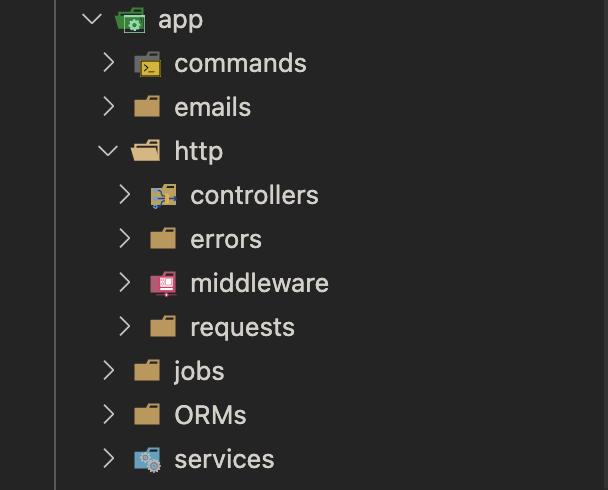 app
commands
emails
http
controllers
errors
middleware
requests
jobs
ORMs
services